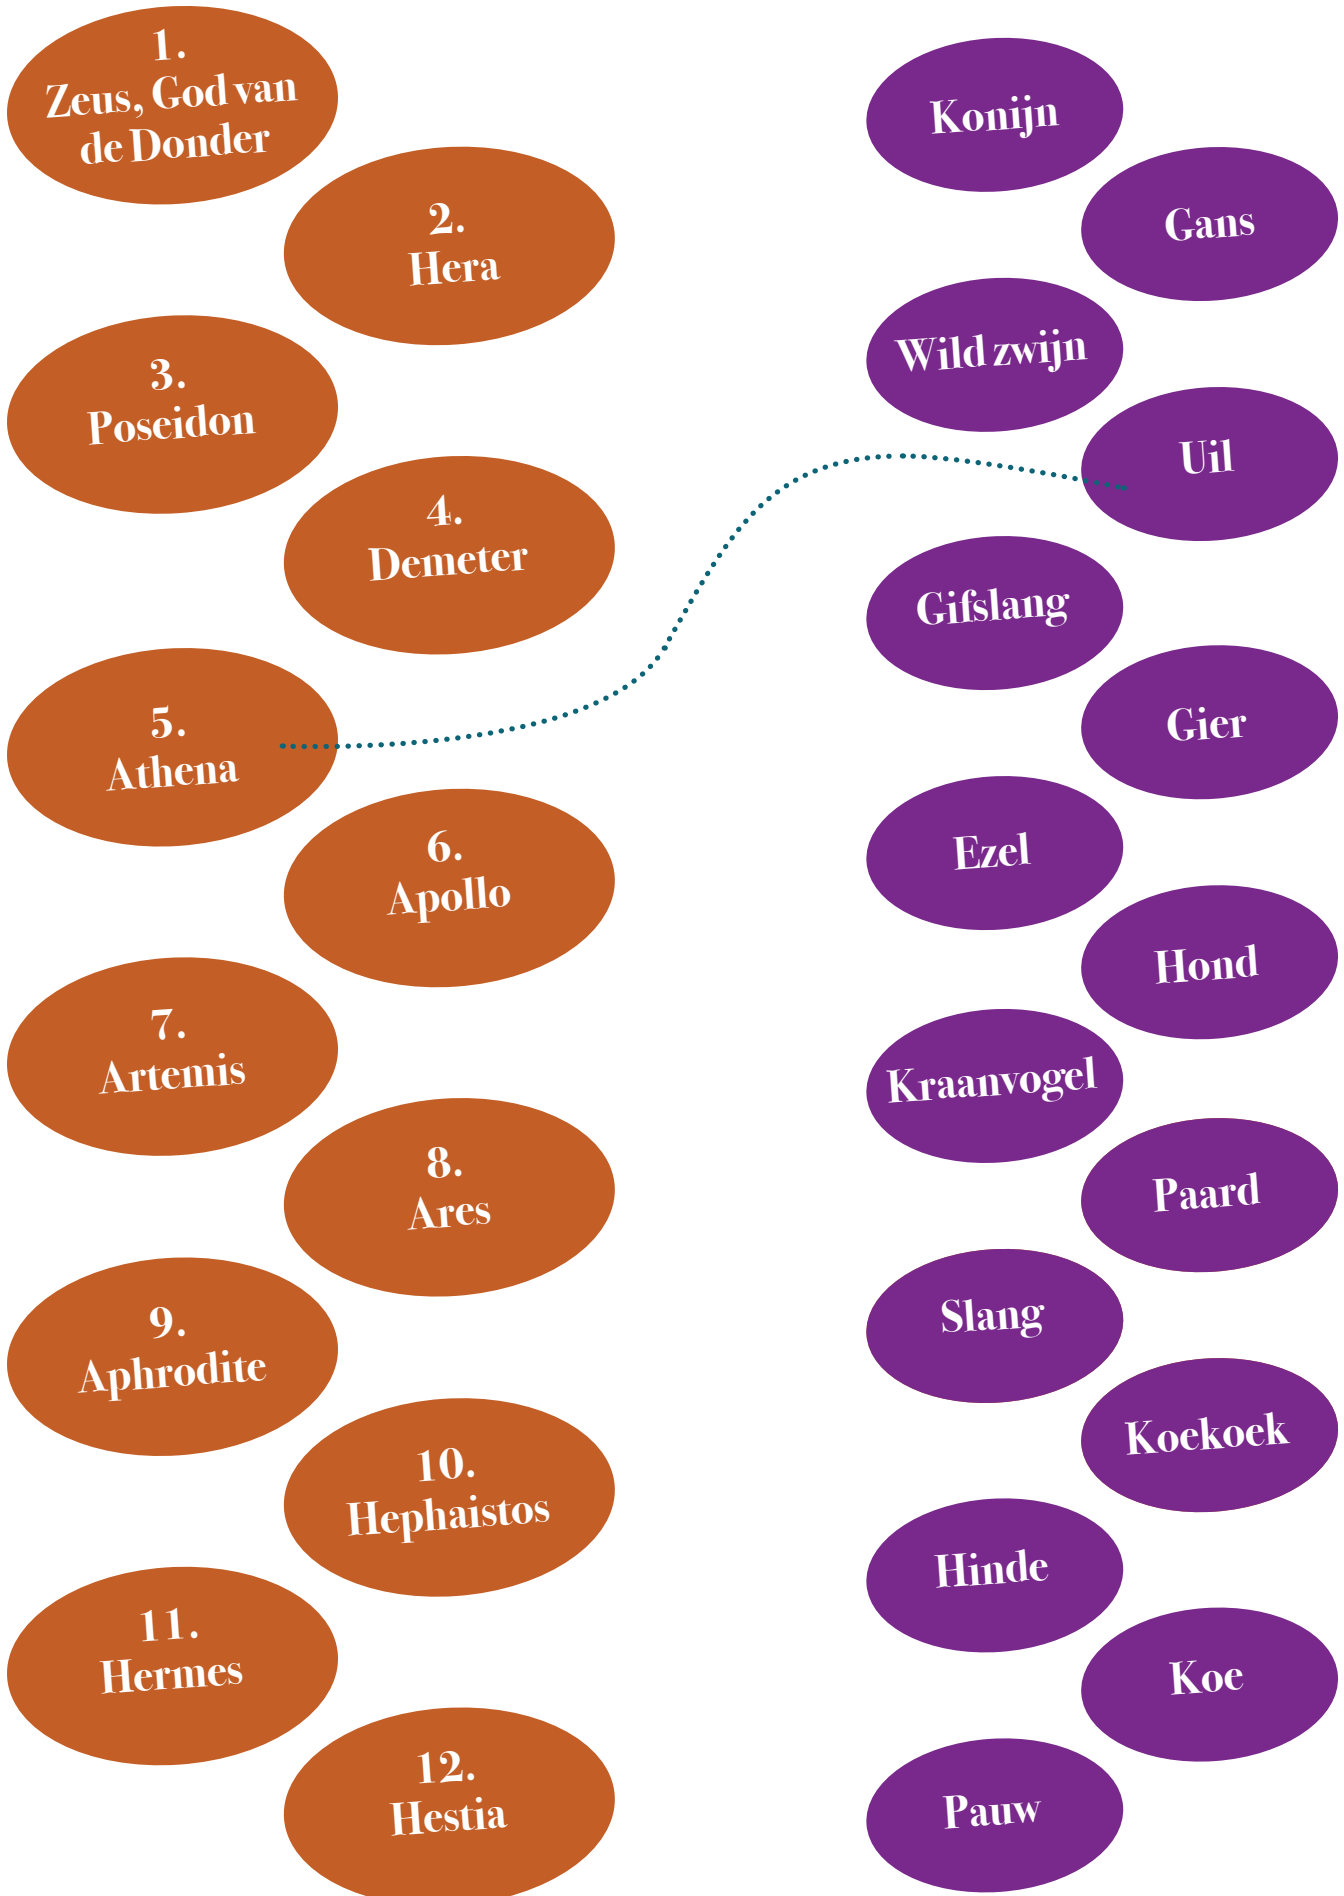 1.
Zeus, God van
de Donder
2.
Hera
3.
Poseidon
4.
Demeter
5.
Athena
6.
Apollo
7.
Artemis
8.
Ares
9.
Aphrodite
10.
Hephaistos
11.
Hermes
12.
Hestia
Konijn
Gans
Wild zwijn
Uil
Gifslang
Gier
Ezel
Hond
Kraanvogel
Paard
Slang
Koekoek
Hinde
Koe
Pauw